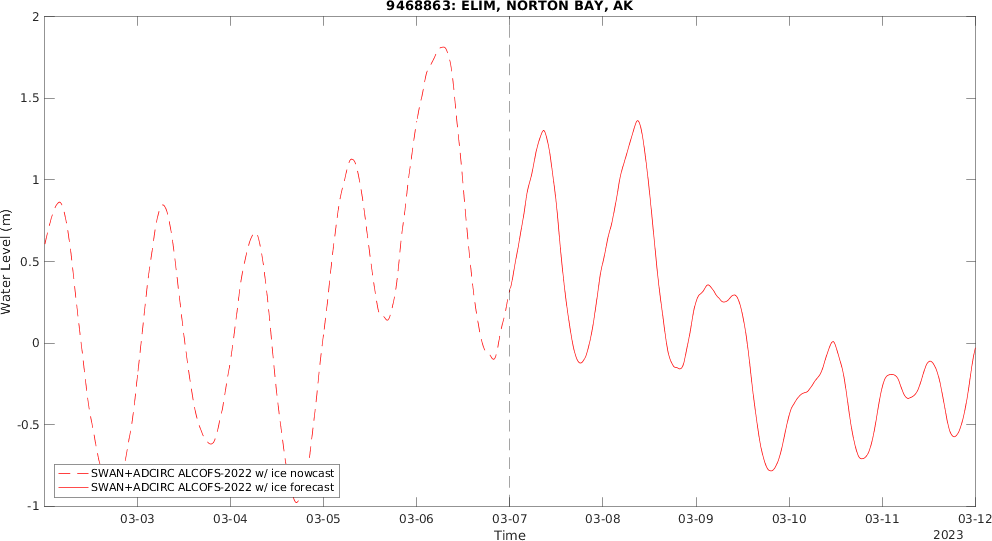 9468863: ELIM, NORTON BAY, AK
Water Level (m)
2
1.5
1
0.5
0
-0.5
-1
SWAN+ADCIRC ALCOFS-2022 w/ ice nowcast
SWAN+ADCIRC ALCOFS-2022 w/ ice forecast
03-03 03-04 03-05 03-06 03-07 03-08 03-09 03-10 03-11 03-12
Time
2023